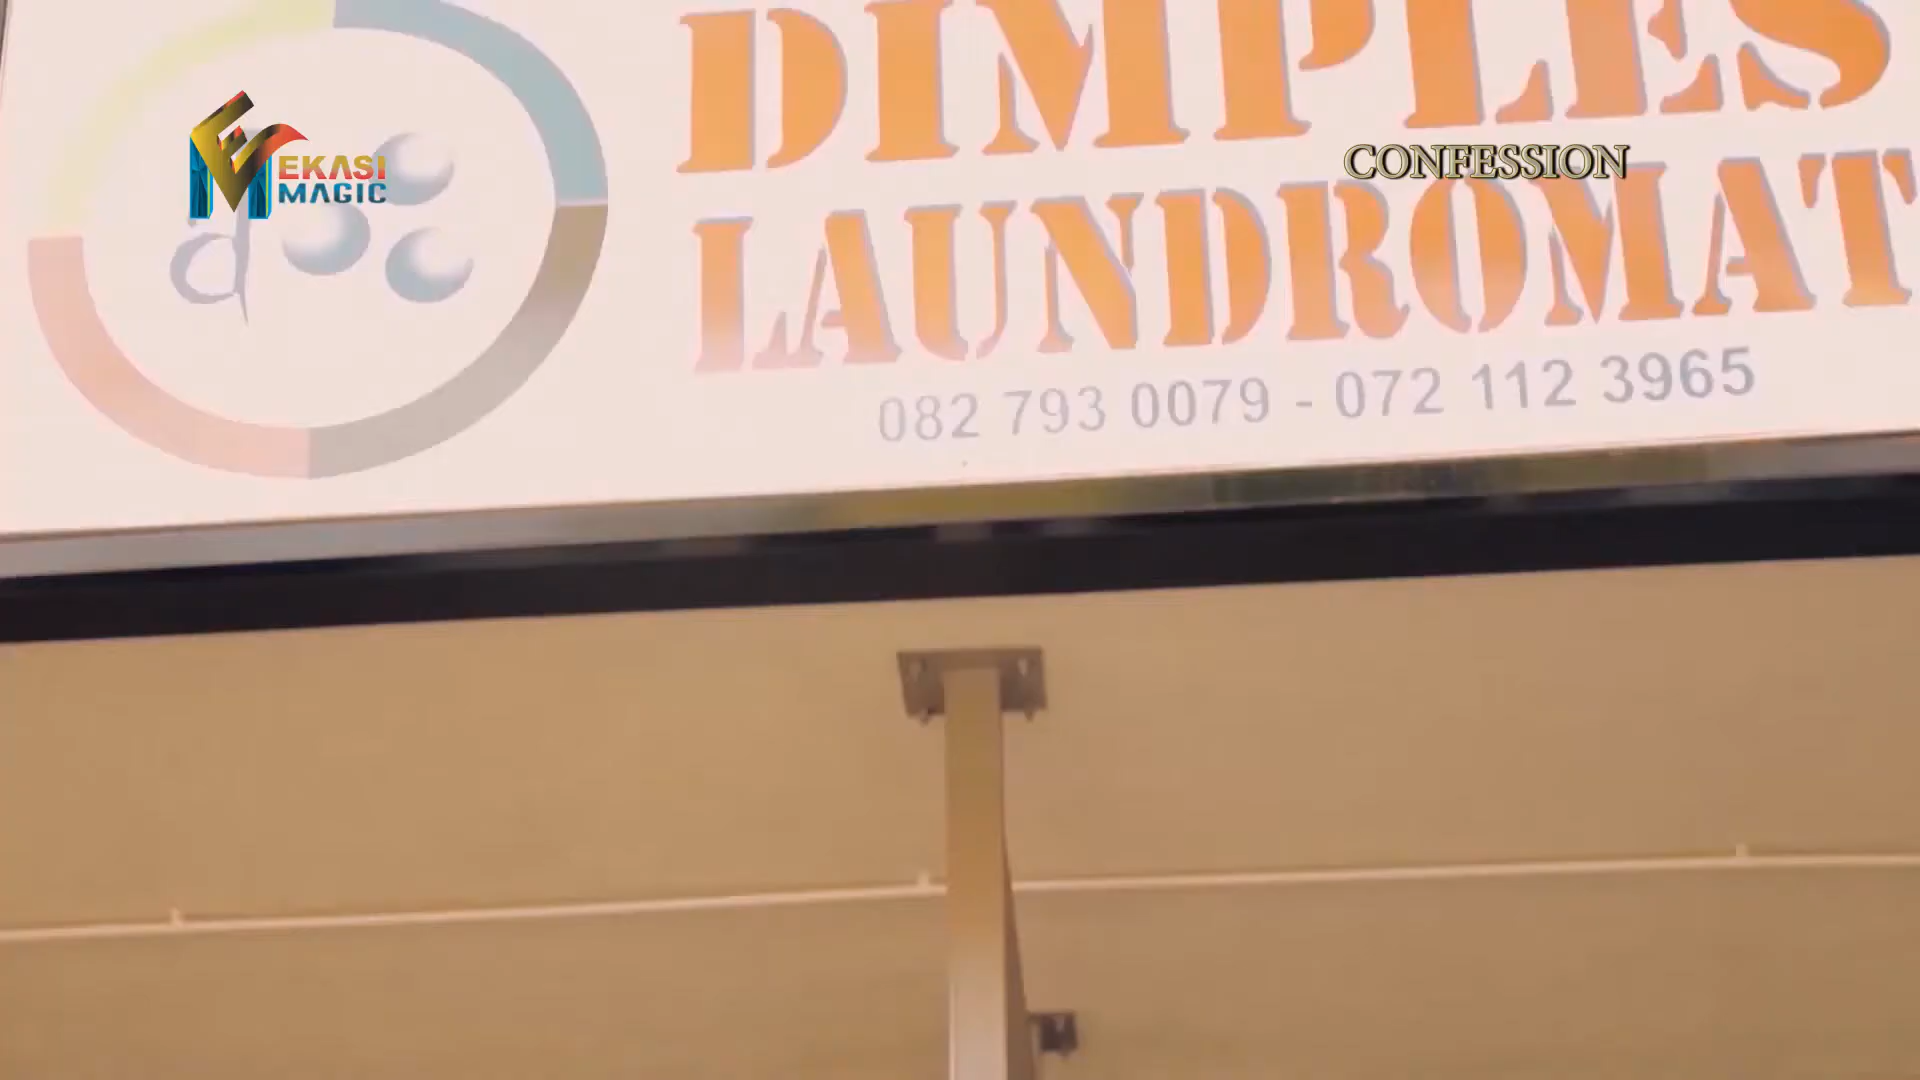 DIMPLES
LAUNDROMAT
082 793 0079 - 072 112 3965
d
EKASI
MAGIC
CONFESSION